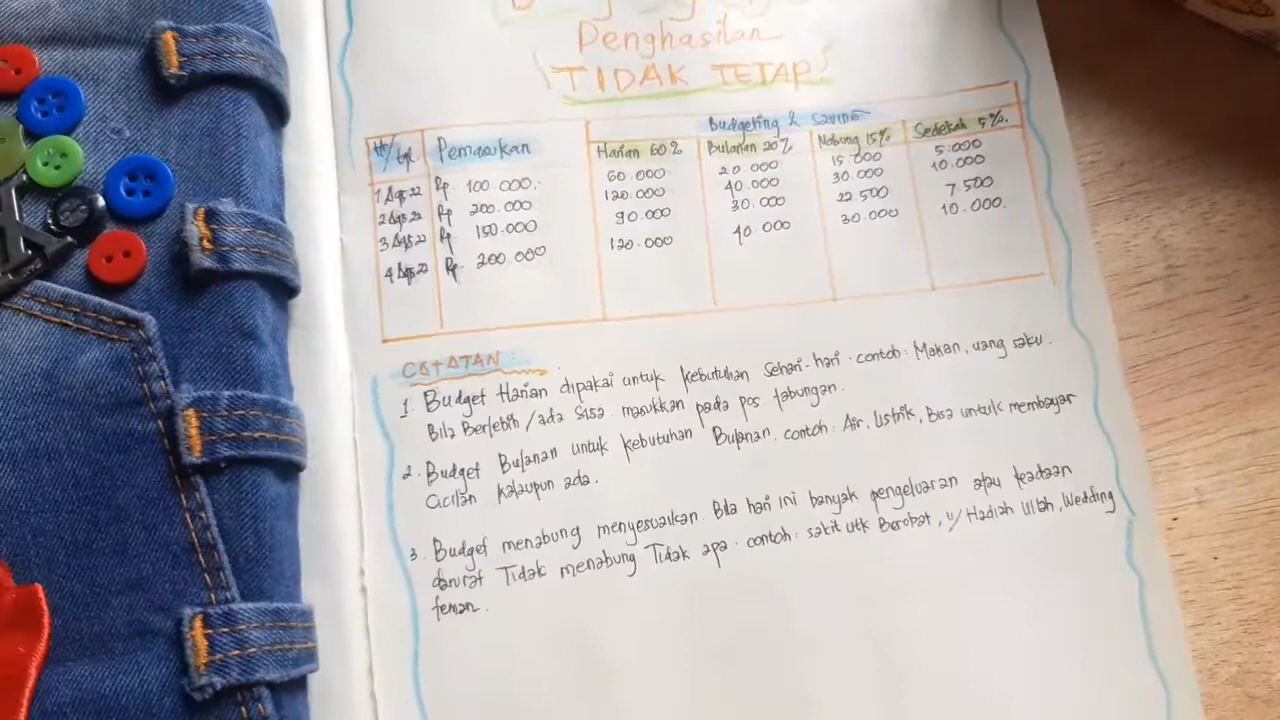 Penghasilan
TIDAK TETAP!
Budgeting & Saving
Hr/tgl Pemasukan Harian 60% Bulanan 20% Nabung 15% Sedekah 5%.
1 Ags 22 Rp. 100.000,- 60.000 20.000 15.000 5.000
2 Ags 22 Rp 200.000 120.000 40.000 30.000 10.000
3 Ags 22 Rp 150.000 90.000 30.000 22.500 7.500
4 Ags 22 Rp. 200.000 120.000 40.000 30.000 10.000.
CATATAN :
1. Budget Harian dipakai untuk kebutuhan sehari-hari. contoh: Makan, uang saku.
Bila Berlebih/ada sisa. masukkan pada pos tabungan.
2. Budget Bulanan untuk kebutuhan Bulanan. contoh: Air, listrik, Bisa untuk membayar
cicilan kalaupun ada.
3. Budget menabung menyesuaikan. Bila hari ini banyak pengeluaran atau keadaan
darurat Tidak menabung Tidak apa. contoh: sakit utk Berobat, u/ Hadiah Ultah, Wedding
teman.